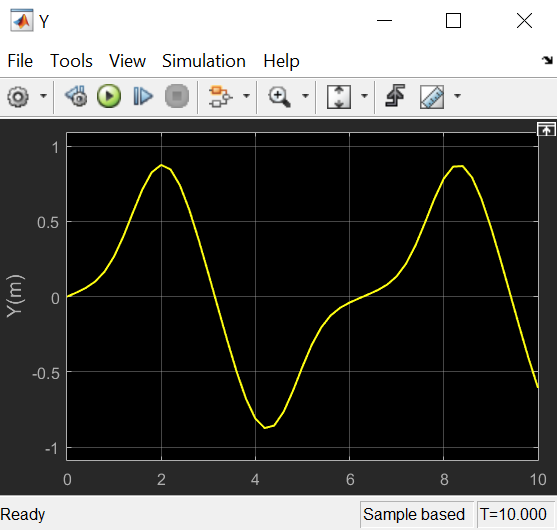 Y
File Tools View Simulation Help
1
0.5
0
-0.5
-1
Y(m)
0 2 4 6 8 10
Ready Sample based T=10.000